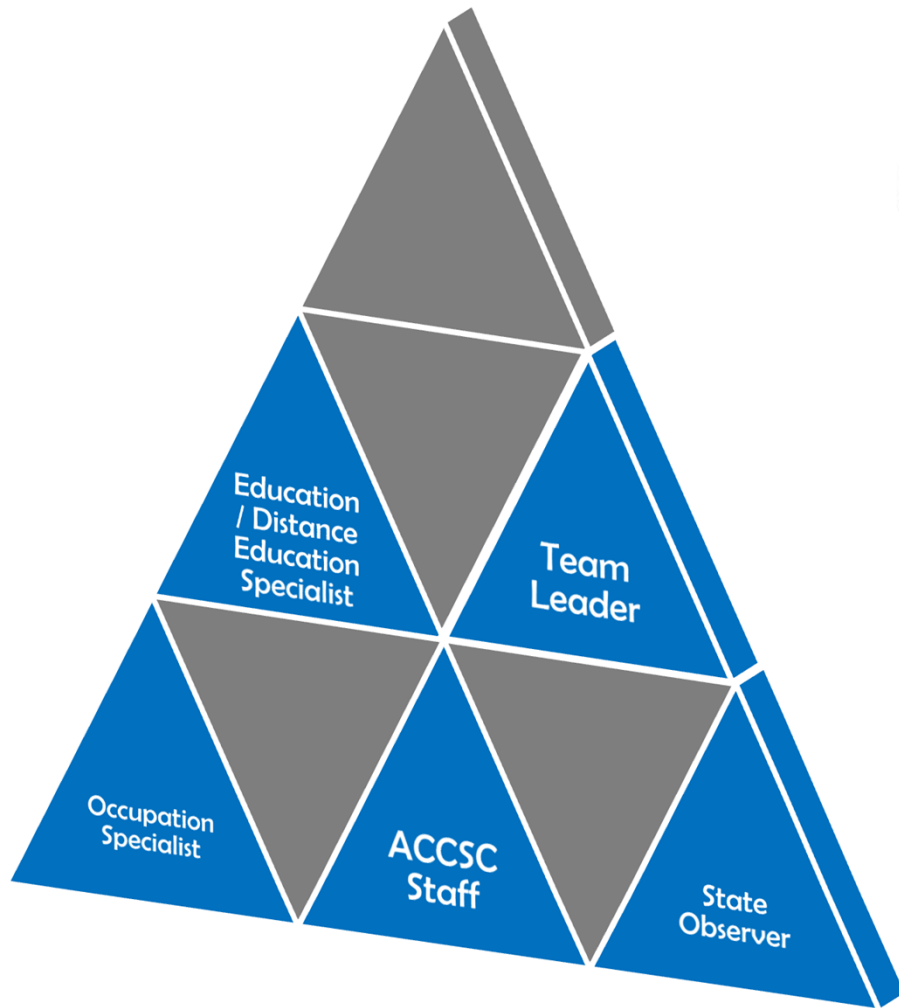 Education
/ Distance
Education
Specialist
Team
Leader
Occupation
Specialist
ACCSC
Staff
State
Observer